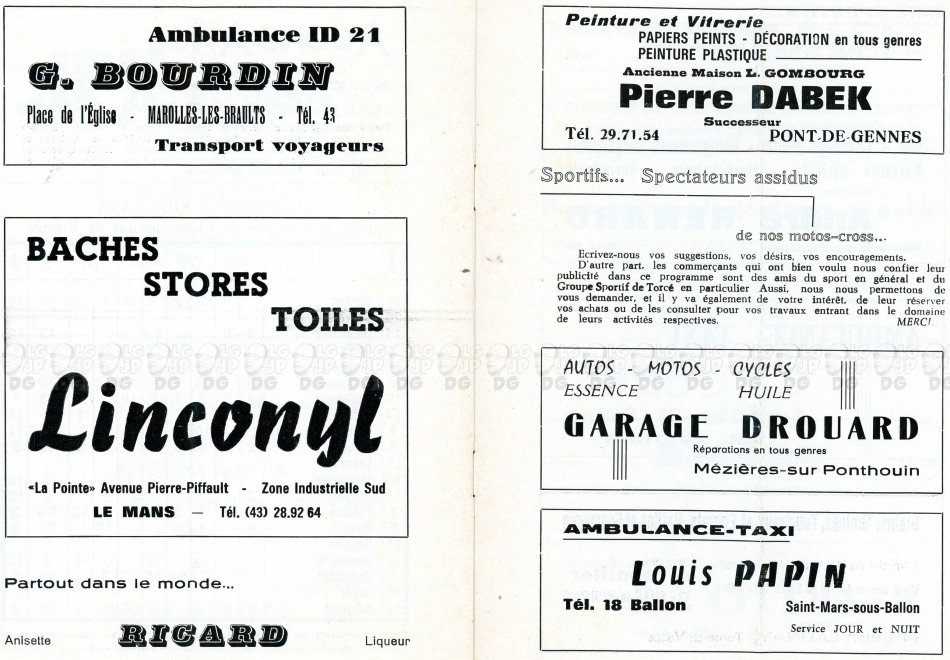 Ambulance ID 21
G. BOURDIN
Place de l'Église - MAROLLES-LES-BRAULTS - Tél. 43
Transport voyageurs
BACHES
STORES
TOILES
Linconyl
«La Pointe» Avenue Pierre-Piffault - Zone Industrielle Sud
LE MANS — Tél. (43) 28.92 64
Partout dans le monde...
Anisette RICARD Liqueur
Peinture et Vitrerie
PAPIERS PEINTS - DÉCORATION en tous genres
PEINTURE PLASTIQUE
Ancienne Maison L. GOMBOURG
Pierre DABEK
Successeur
Tél. 29.71.54 PONT-DE-GENNES
Sportifs... Spectateurs assidus
de nos motos-cross...
Ecrivez-nous vos suggestions, vos désirs, vos encouragements.
D'autre part, les commerçants qui ont bien voulu nous confier leur
publicité dans ce programme sont des amis du sport en général et du
Groupe Sportif de Torcé en particulier Aussi, nous nous permettons de
vous demander, et il y va également de votre intérêt, de leur réserver
vos achats ou de les consulter pour vos travaux entrant dans le domaine
de leurs activités respectives. MERCI.
AUTOS - MOTOS - CYCLES
ESSENCE HUILE
GARAGE DROUARD
Réparations en tous genres
Mézières-sur Ponthouin
AMBULANCE-TAXI
Louis PAPIN
Tél. 18 Ballon Saint-Mars-sous-Ballon
Service JOUR et NUIT